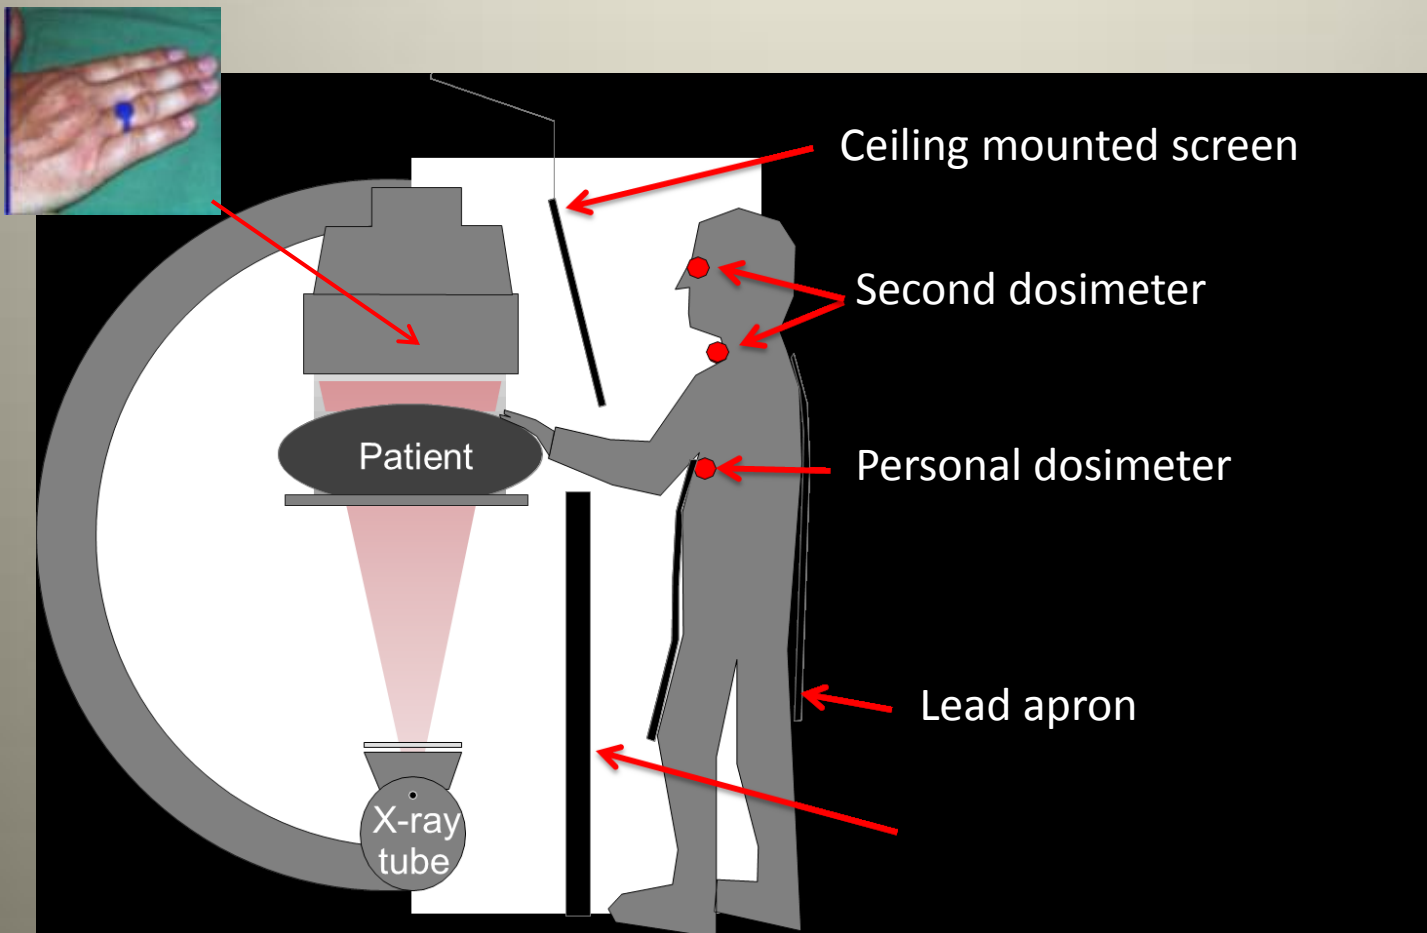 Ceiling mounted screen
Second dosimeter
Patient
Personal dosimeter
Lead apron
X-ray
tube